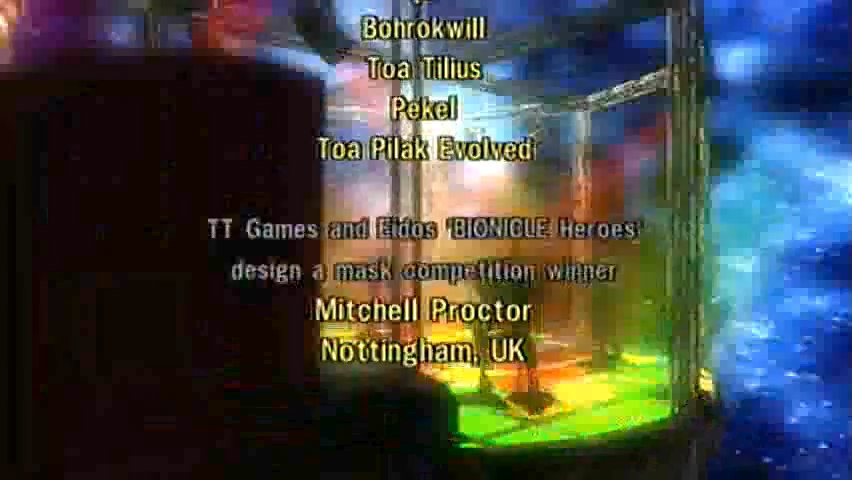 Bohrokwill
Toa Tilius
Pekel
Toa Pilak Evolved
TT Games and Eidos 'BIONICLE Heroes'
design a mask competition winner
Mitchell Proctor
Nottingham, UK